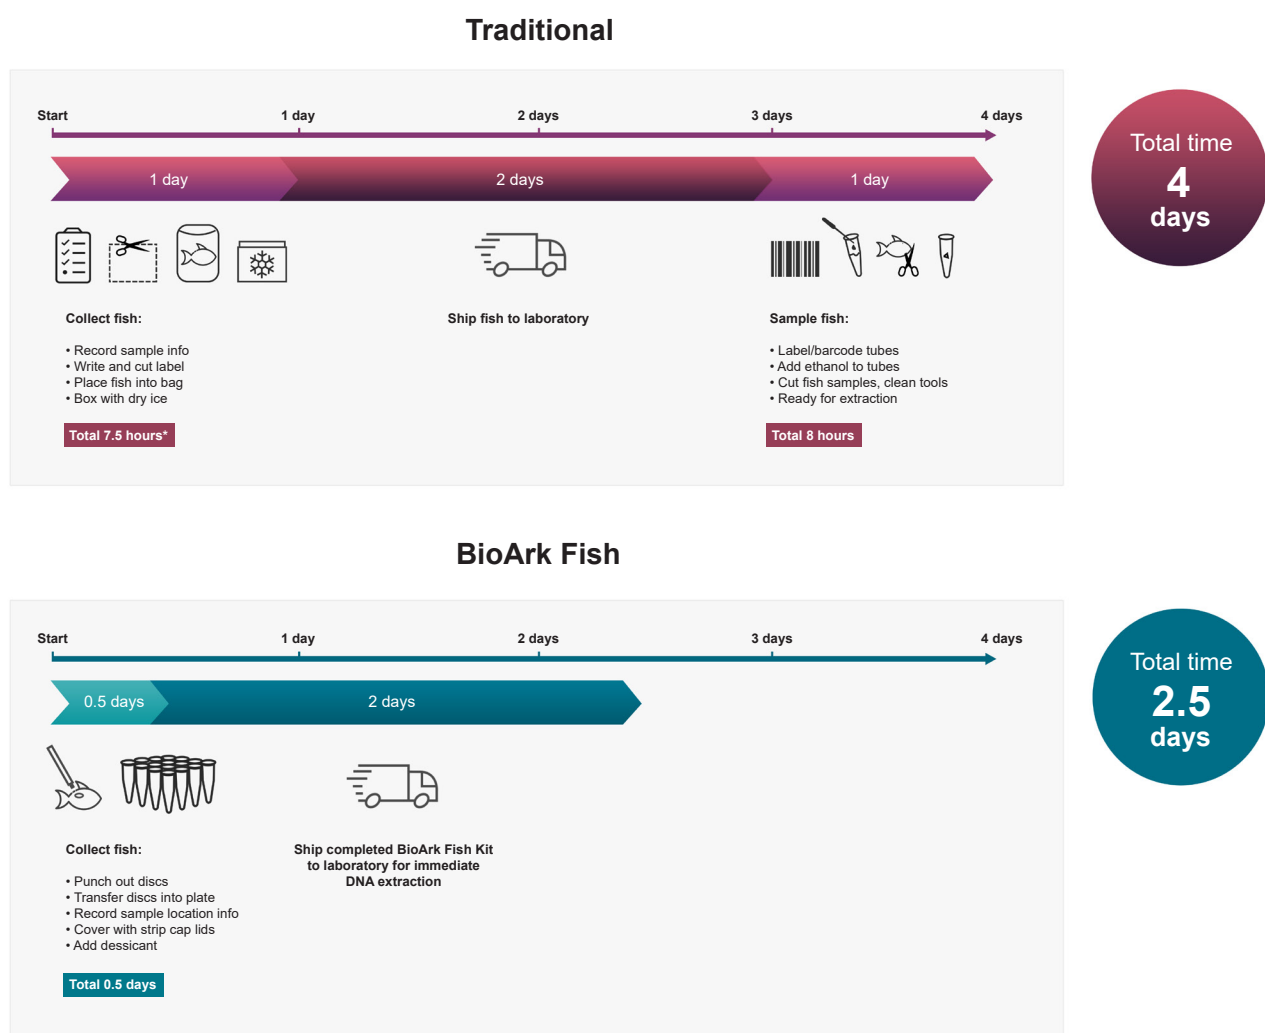 Traditional
Start
1 day
2 days
3 days
4 days
1 day
2 days
1 day
Total time
4
days
Collect fish:
• Record sample info
• Write and cut label
• Place fish into bag
• Box with dry ice
Total 7.5 hours*
Ship fish to laboratory
Sample fish:
• Label/barcode tubes
• Add ethanol to tubes
• Cut fish samples, clean tools
• Ready for extraction
Total 8 hours
BioArk Fish
Start
1 day
2 days
3 days
4 days
0.5 days
2 days
Total time
2.5
days
Collect fish:
• Punch out discs
• Transfer discs into plate
• Record sample location info
• Cover with strip cap lids
• Add dessicant
Total 0.5 days
Ship completed BioArk Fish Kit
to laboratory for immediate
DNA extraction